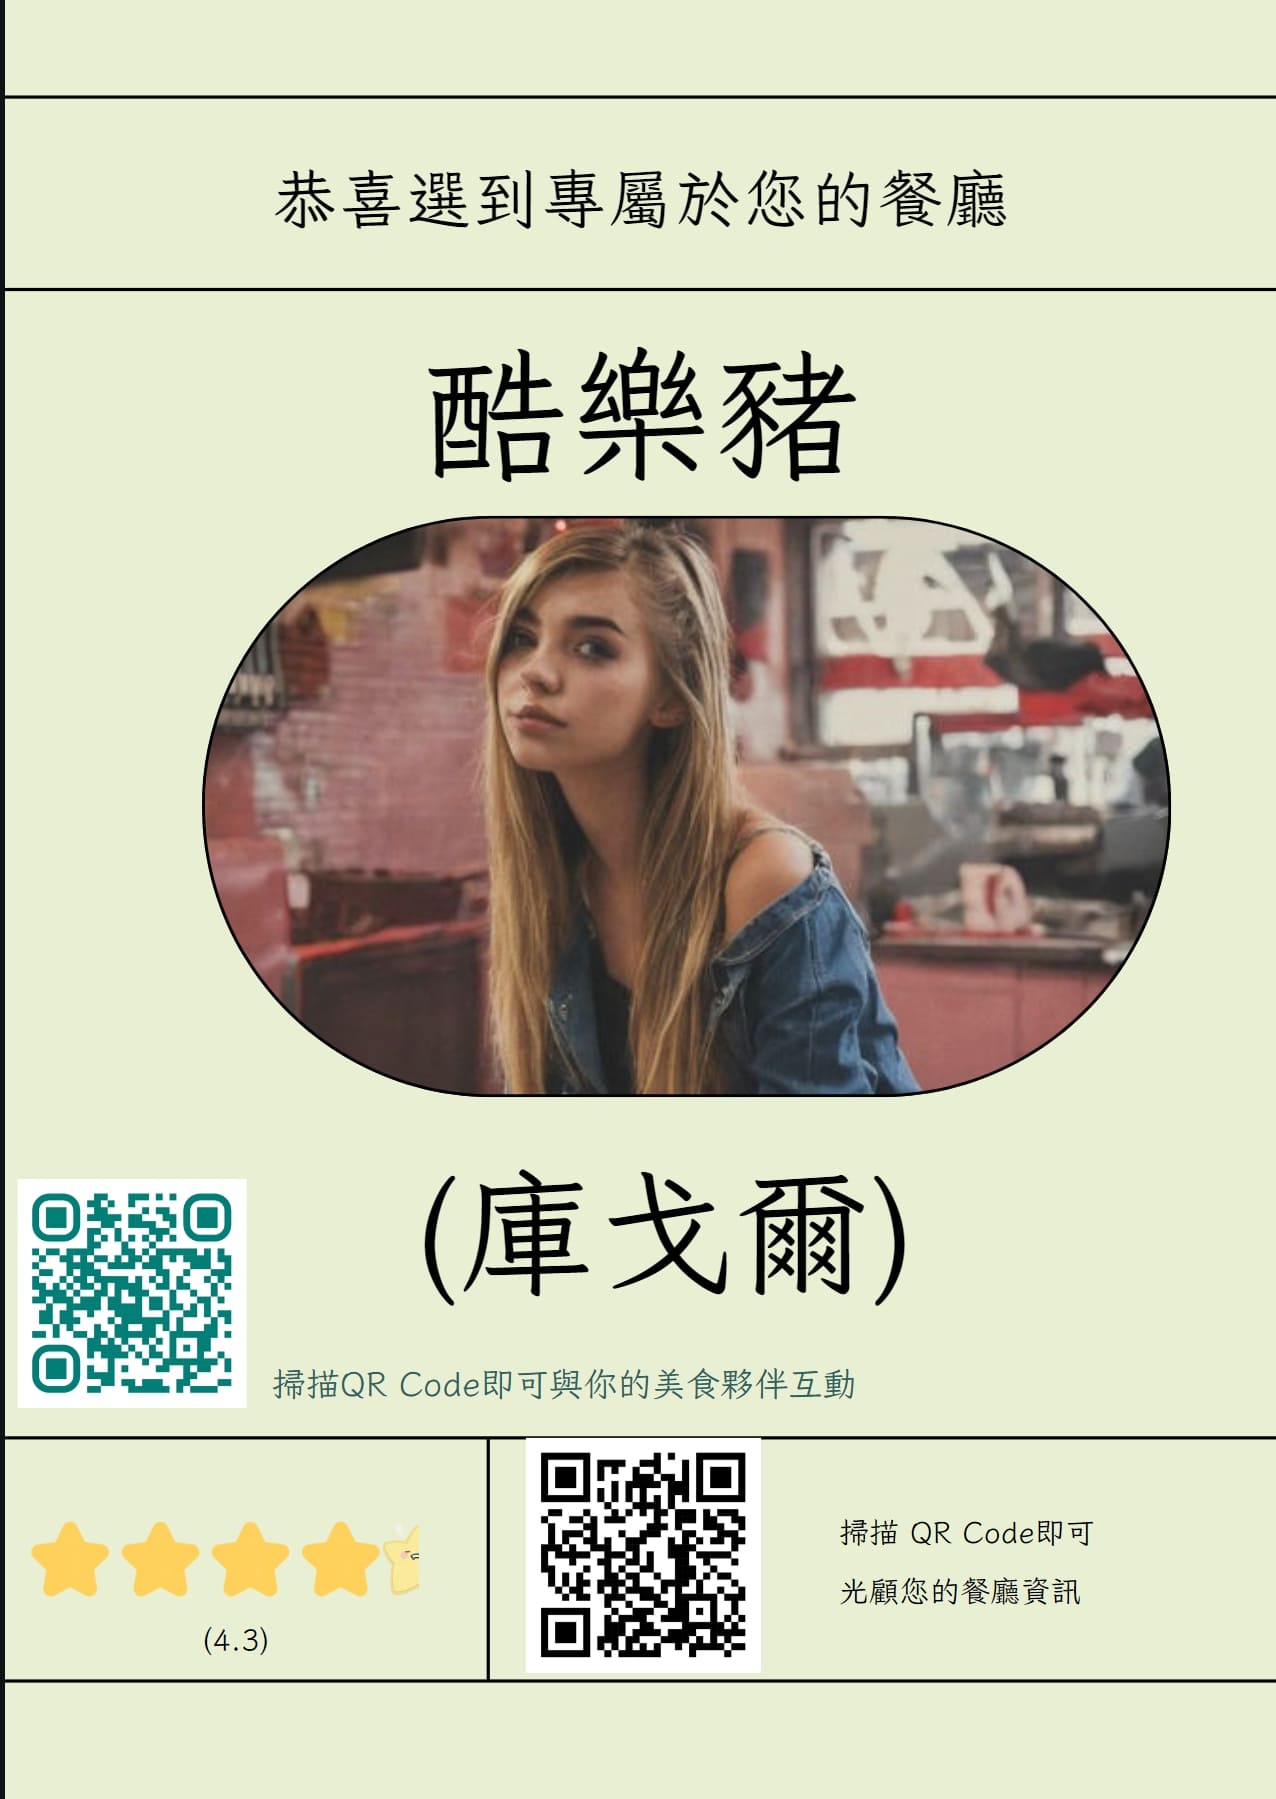 恭喜選到專屬於您的餐廳
酷樂豬
(庫戈爾)
掃描QR Code即可與你的美食夥伴互動
(4.3)
掃描 QR Code即可
光顧您的餐廳資訊